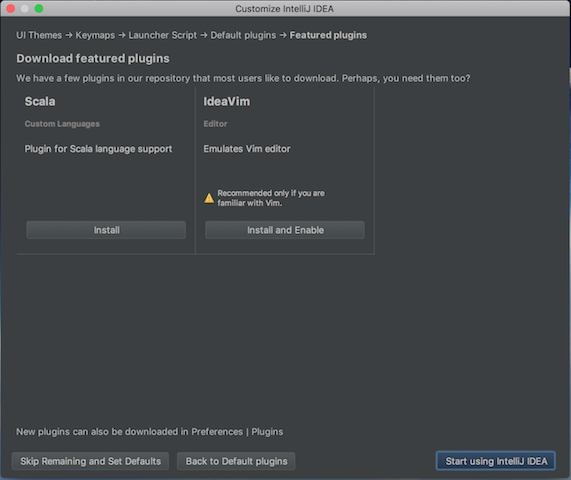 Customize IntelliJ IDEA
UI Themes → Keymaps → Launcher Script → Default plugins → Featured plugins
Download featured plugins
We have a few plugins in our repository that most users like to download. Perhaps, you need them too?
Scala
Custom Languages
Plugin for Scala language support
Install
IdeaVim
Editor
Emulates Vim editor
Recommended only if you are
familiar with Vim.
Install and Enable
New plugins can also be downloaded in Preferences | Plugins
Skip Remaining and Set Defaults
Back to Default plugins
Start using IntelliJ IDEA